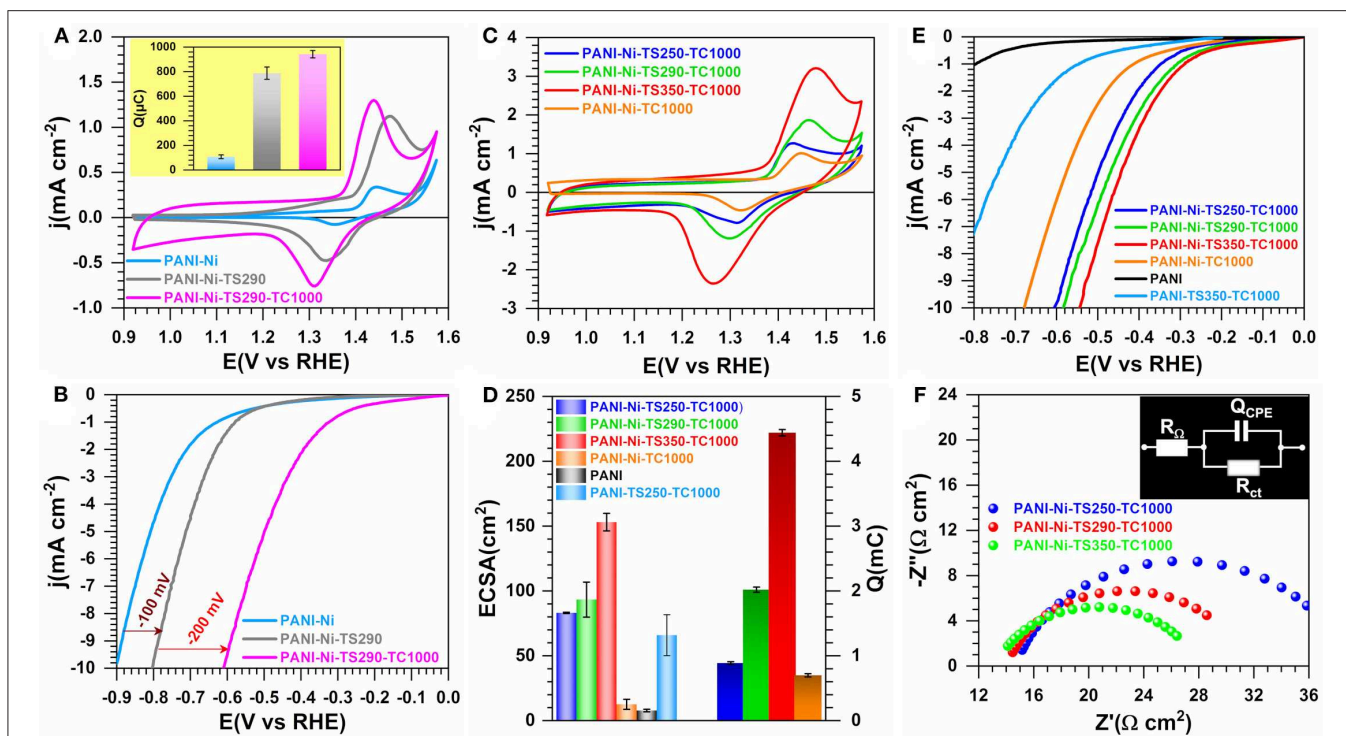 A
2.0
1.5
1.0
0.5
0.0
-0.5
-1.0
j(mA cm-2)
1000
800
600
400
200
0
Q(µC)
PANI-Ni
PANI-Ni-TS290
PANI-Ni-TS290-TC1000
0.9 1.0 1.1 1.2 1.3 1.4 1.5 1.6
E(V vs RHE)
C
4
3
2
1
0
-1
-2
-3
j(mA cm-2)
PANI-Ni-TS250-TC1000
PANI-Ni-TS290-TC1000
PANI-Ni-TS350-TC1000
PANI-Ni-TC1000
0.9 1.0 1.1 1.2 1.3 1.4 1.5 1.6
E(V vs RHE)
E
0
-1
-2
-3
-4
-5
-6
-7
-8
-9
-10
j(mA cm-2)
PANI-Ni-TS250-TC1000
PANI-Ni-TS290-TC1000
PANI-Ni-TS350-TC1000
PANI-Ni-TC1000
PANI
PANI-TS350-TC1000
-0.8 -0.7 -0.6 -0.5 -0.4 -0.3 -0.2 -0.1 0.0
E(V vs RHE)
B
0
-1
-2
-3
-4
-5
-6
-7
-8
-9
-10
j(mA cm-2)
-100 mV
-200 mV
PANI-Ni
PANI-Ni-TS290
PANI-Ni-TS290-TC1000
-0.9 -0.8 -0.7 -0.6 -0.5 -0.4 -0.3 -0.2 -0.1 0.0
E(V vs RHE)
D
250
200
150
100
50
0
ECSA(cm2)
PANI-Ni-TS250-TC1000)
PANI-Ni-TS290-TC1000
PANI-Ni-TS350-TC1000
PANI-Ni-TC1000
PANI
PANI-TS250-TC1000
5
4
3
2
1
0
Q(mC)
F
24
20
16
12
8
4
0
-Z"(Ω cm2)
RΩ
QCPE
Rct
PANI-Ni-TS250-TC1000
PANI-Ni-TS290-TC1000
PANI-Ni-TS350-TC1000
12 16 20 24 28 32 36
Z'(Ω cm2)